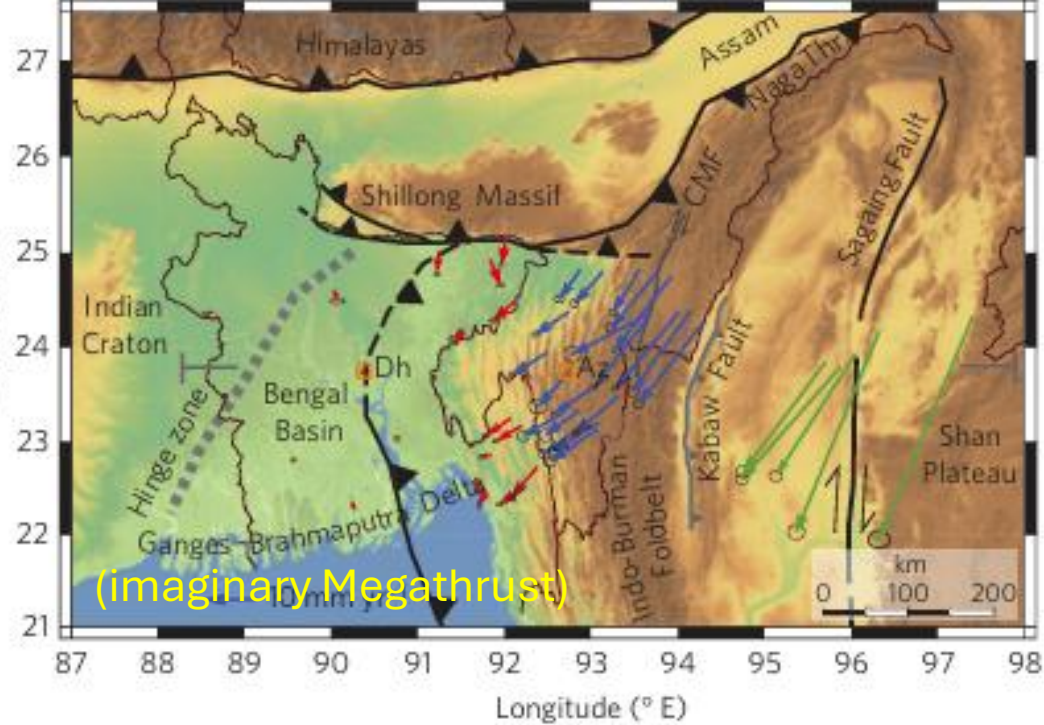 27
26
25
24
23
22
21
Himalayas
Assam
Naga Thr
Shillong Massif
CMF
Sagaing Fault
Indian
Craton
Dh
Az
Bengal
Basin
Hinge zone
Kabaw Fault
Shan
Plateau
Indo-Burman
Ganges Brahmaputra Delta
(imaginary Megathrust)
km
0 100 200
87 88 89 90 91 92 93 94 95 96 97 98
Longitude (° E)